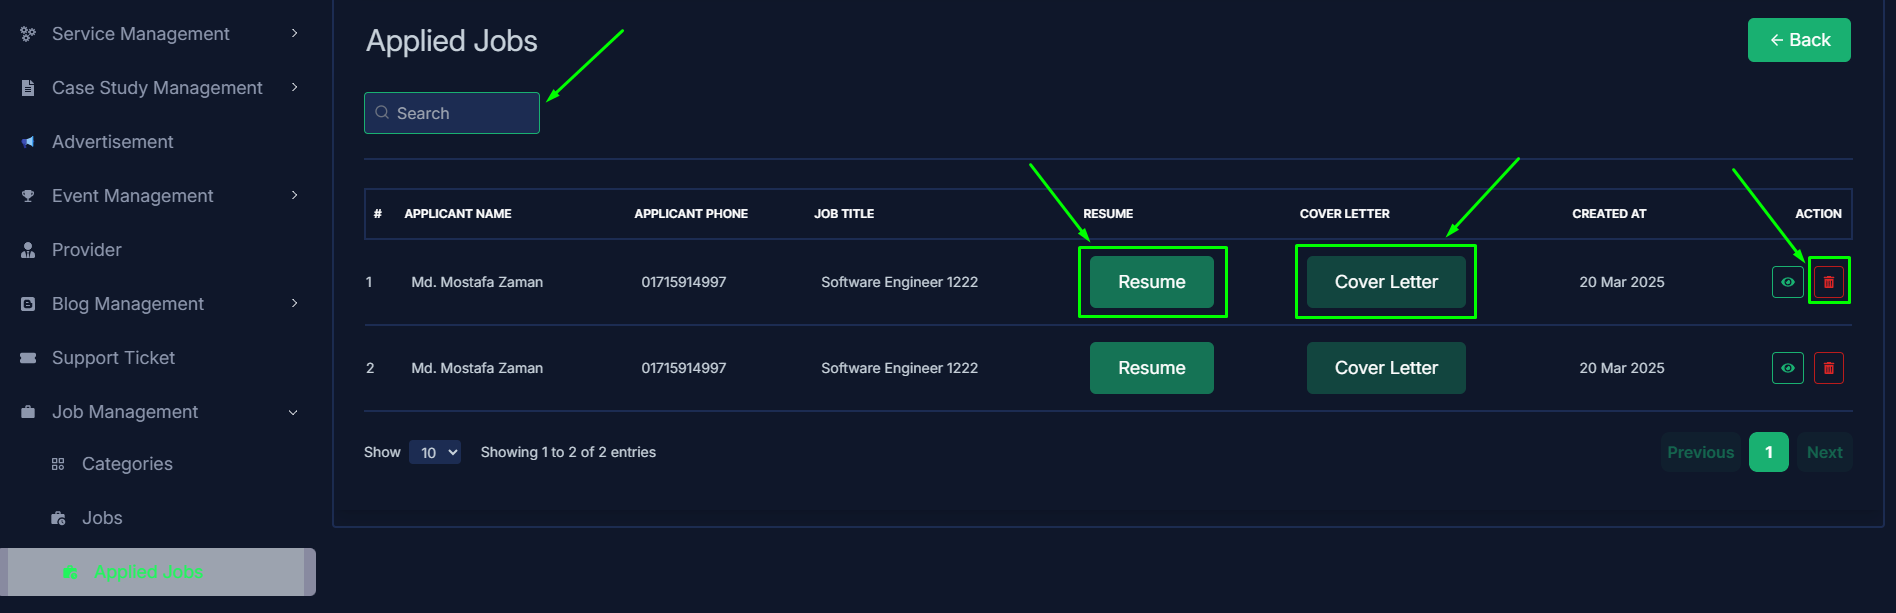 Service Management
Case Study Management
Advertisement
Event Management
Provider
Blog Management
Support Ticket
Job Management
Categories
Jobs
Applied Jobs
Applied Jobs
Back
Search
# APPLICANT NAME APPLICANT PHONE JOB TITLE RESUME COVER LETTER CREATED AT ACTION
1 Md. Mostafa Zaman 01715914997 Software Engineer 1222 Resume Cover Letter 20 Mar 2025
2 Md. Mostafa Zaman 01715914997 Software Engineer 1222 Resume Cover Letter 20 Mar 2025
Show 10 Showing 1 to 2 of 2 entries Previous 1 Next